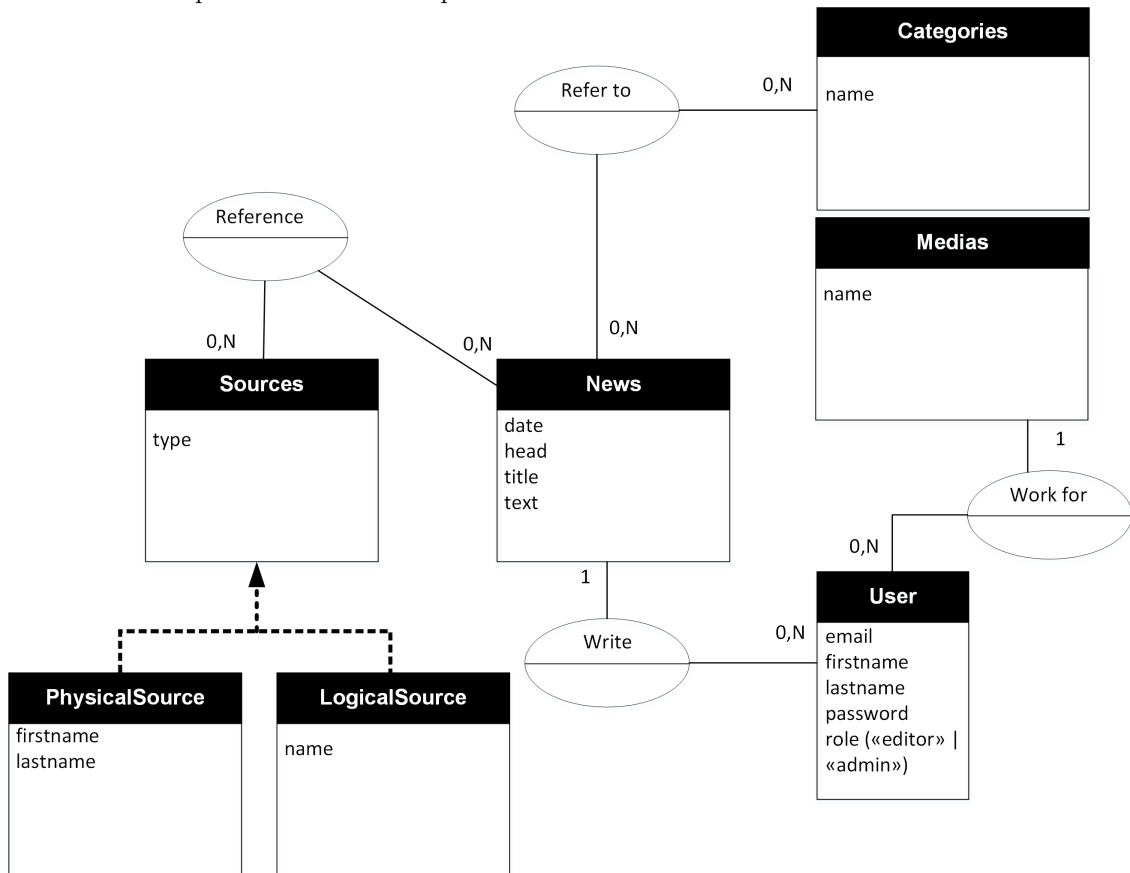 Categories
name
Refer to
0,N
0,N
Medias
name
1
Work for
0,N
Reference
0,N
0,N
Sources
type
News
date
head
title
text
1
Write
0,N
User
email
firstname
lastname
password
role («editor» |
«admin»)
PhysicalSource
firstname
lastname
LogicalSource
name